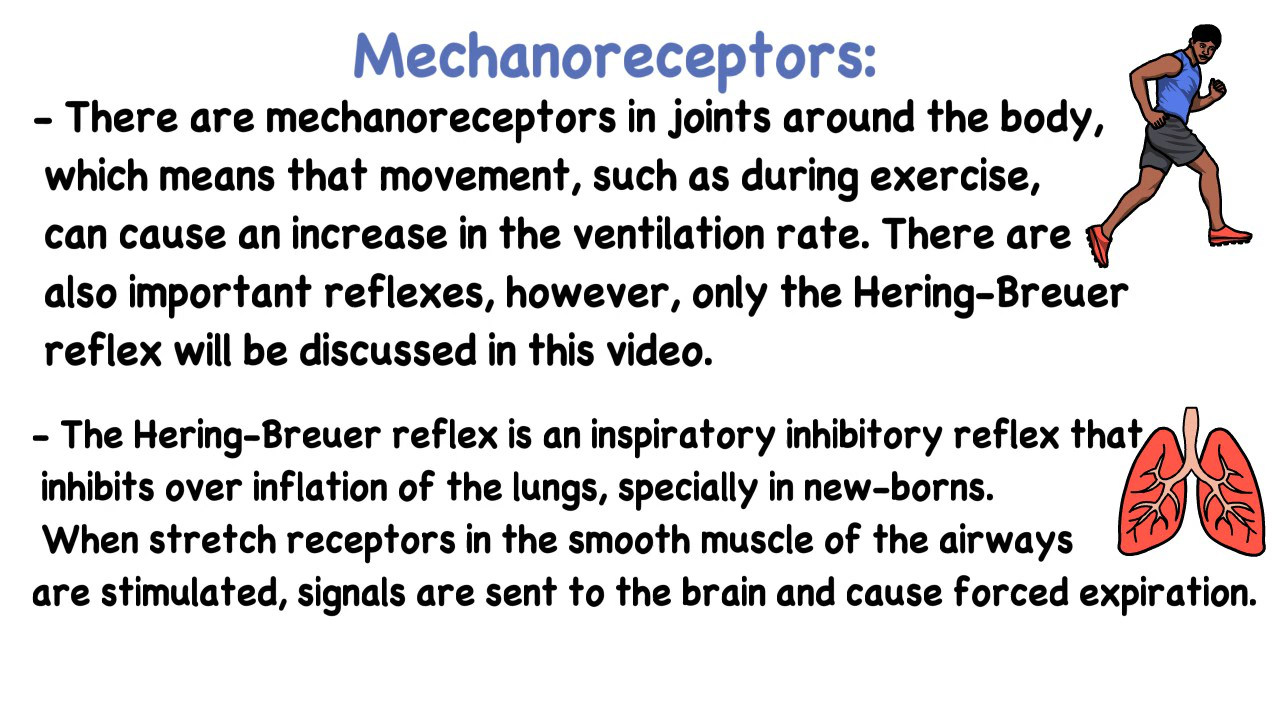 Mechanoreceptors:
- There are mechanoreceptors in joints around the body,
which means that movement, such as during exercise,
can cause an increase in the ventilation rate. There are
also important reflexes, however, only the Hering-Breuer
reflex will be discussed in this video.
- The Hering-Breuer reflex is an inspiratory inhibitory reflex that
inhibits over inflation of the lungs, specially in new-borns.
When stretch receptors in the smooth muscle of the airways
are stimulated, signals are sent to the brain and cause forced expiration.